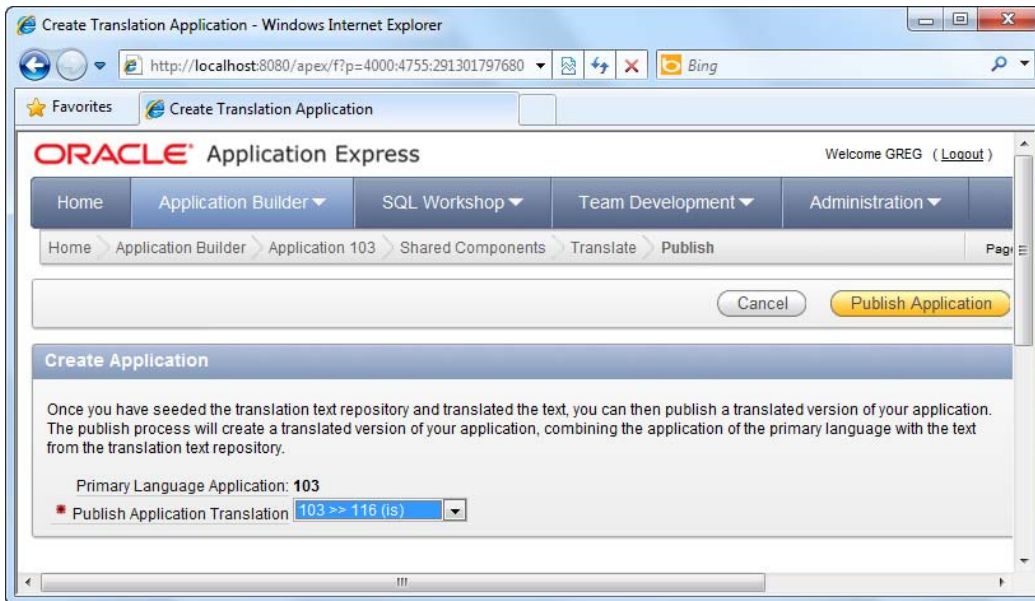 Create Translation Application - Windows Internet Explorer
http://localhost:8080/apex/f?p=4000:4755:291301797680
Bing
Favorites
Create Translation Application
ORACLE Application Express
Welcome GREG ( Logout )
Home Application Builder SQL Workshop Team Development Administration
Home Application Builder Application 103 Shared Components Translate Publish
Cancel Publish Application
Create Application
Once you have seeded the translation text repository and translated the text, you can then publish a translated version of your application.
The publish process will create a translated version of your application, combining the application of the primary language with the text
from the translation text repository.
Primary Language Application: 103
Publish Application Translation 103 >> 116 (is)